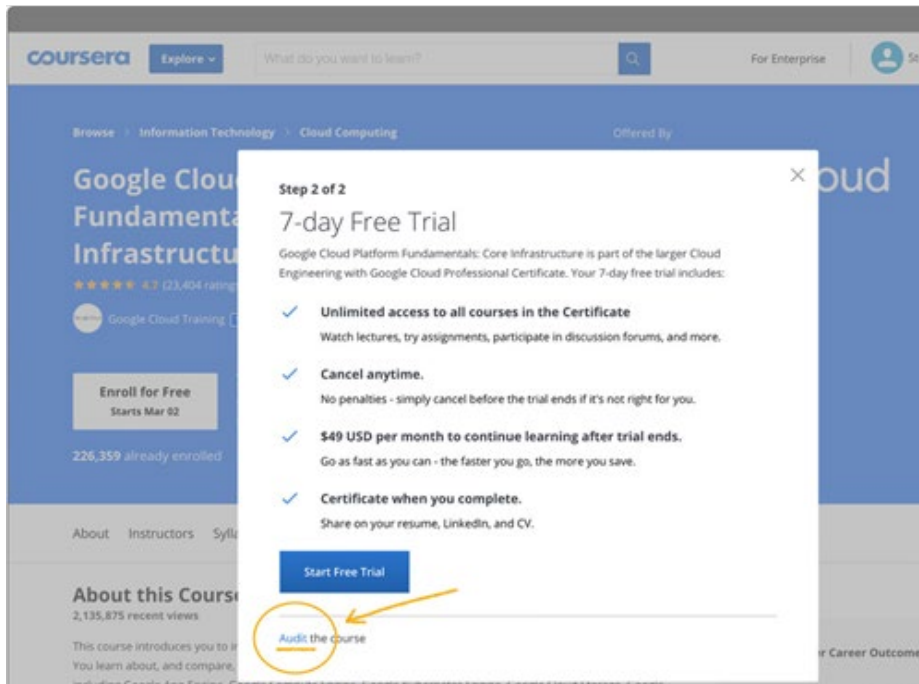 coursera
Explore
What do you want to learn?
For Enterprise
Browse > Information Technology > Cloud Computing
Offered By
Google Clou
Fundamenta
Infrastructu
oud
4.7 (23,404 rating
Google Cloud Training
Enroll for Free
Starts Mar 02
226,359 already enrolled
About Instructors Sylla
About this Course
2,135,875 recent views
This course introduces you to i
You learn about, and compare,
r Career Outcome
Step 2 of 2
7-day Free Trial
Google Cloud Platform Fundamentals: Core Infrastructure is part of the larger Cloud
Engineering with Google Cloud Professional Certificate. Your 7-day free trial includes:
Unlimited access to all courses in the Certificate
Watch lectures, try assignments, participate in discussion forums, and more.
Cancel anytime.
No penalties - simply cancel before the trial ends if it's not right for you.
$49 USD per month to continue learning after trial ends.
Go as fast as you can - the faster you go, the more you save.
Certificate when you complete.
Share on your resume, LinkedIn, and CV.
Start Free Trial
Audit the course